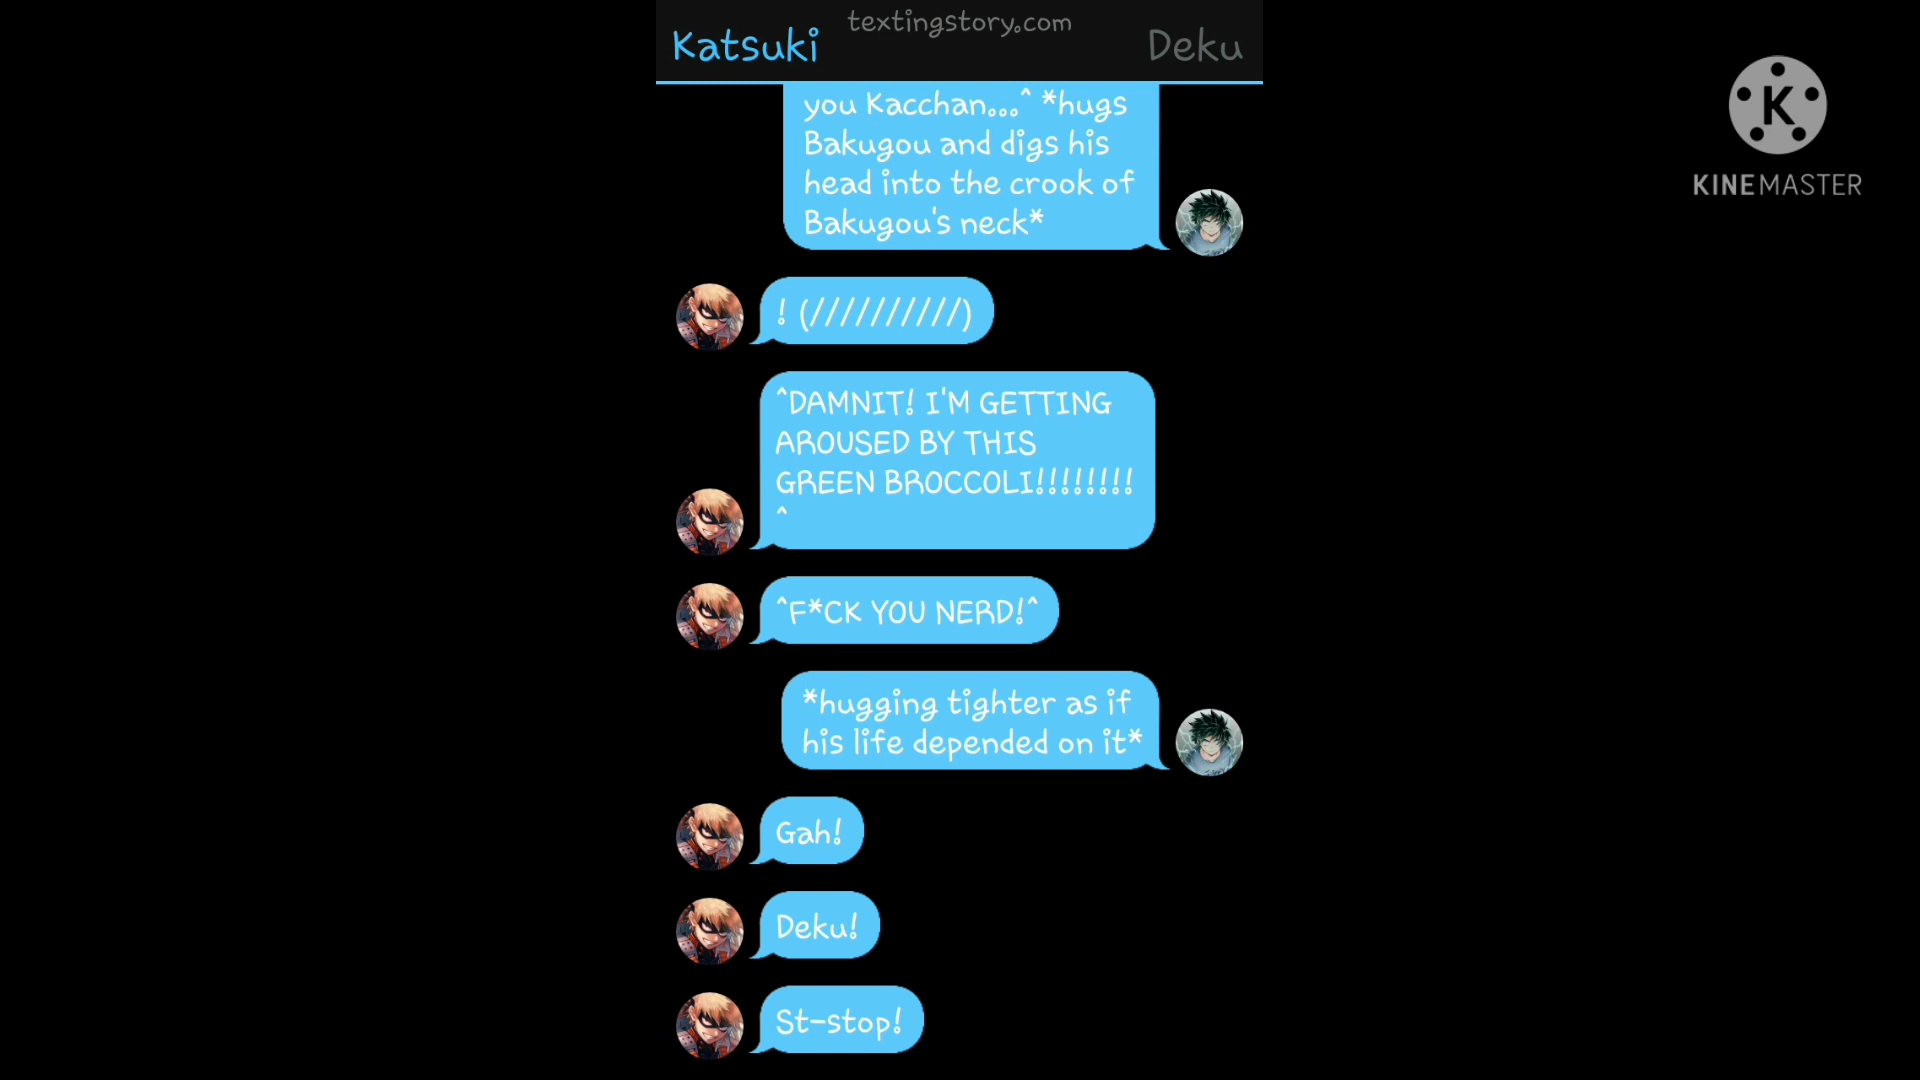 textingstory.com
Katsuki
Deku
you Kacchan...^ *hugs
Bakugou and digs his
head into the crook of
Bakugou's neck*
! (//////////)
^DAMNIT! I'M GETTING
AROUSED BY THIS
GREEN BROCCOLI!!!!!!!!
^
^F*CK YOU NERD!^
*hugging tighter as if
his life depended on it*
Gah!
Deku!
St-stop!
K
KINEMASTER